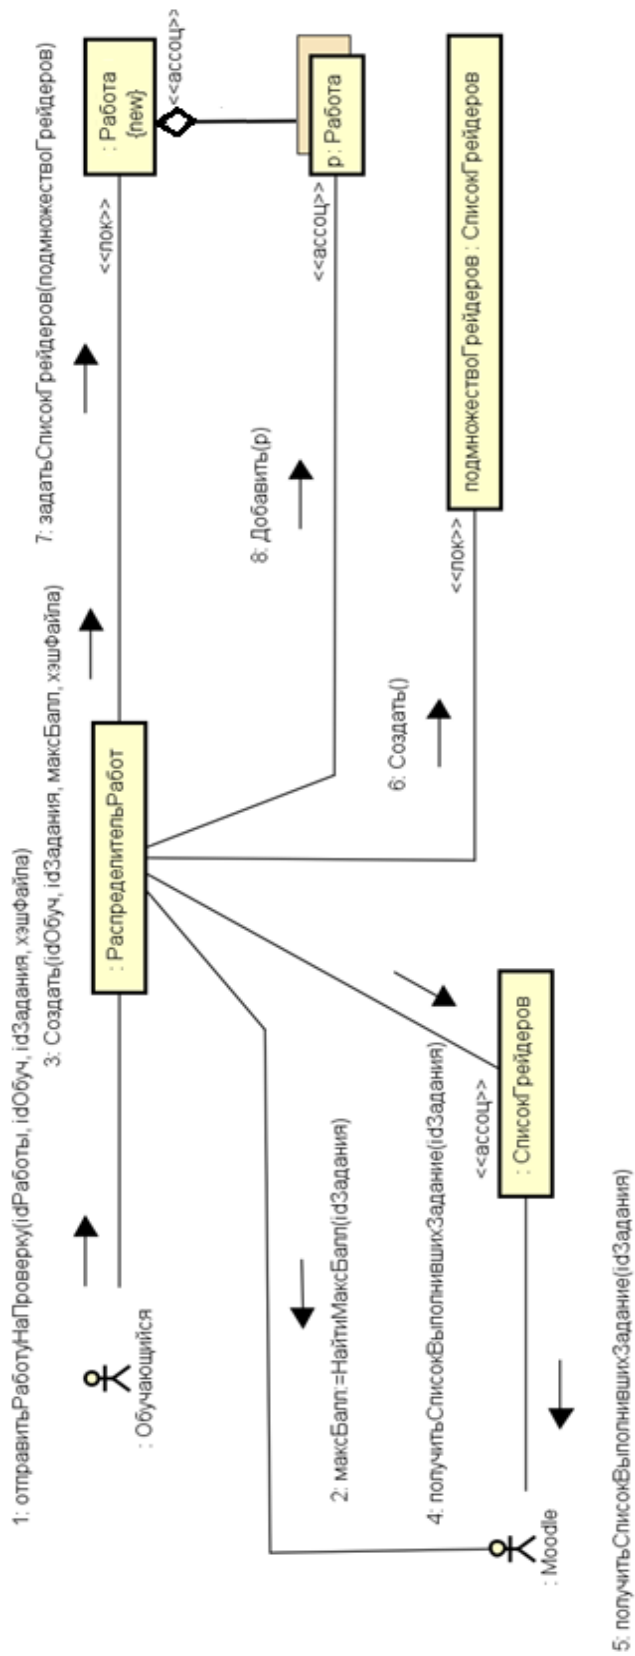 1: отправитьРаботуНаПроверку(idРаботы, idОбуч, idЗадания, хэшФайла)
3: Создать(idОбуч, idЗадания, максБалл, хэшФайла)
7: задатьСписокГрейдеров(подмножествоГрейдеров)
: Обучающийся
: РаспределительРабот
<<лок>>
: Работа
{new}
<<ассоц>>
8: Добавить(р)
<<ассоц>>
р : Работа
2: максБалл:=НайтиМаксБалл(idЗадания)
6: Создать()
4: получитьСписокВыполнившихЗадание(idЗадания)
<<ассоц>>
<<лок>>
подмножествоГрейдеров : СписокГрейдеров
: СписокГрейдеров
: Moodle
5: получитьСписокВыполнившихЗадание(idЗадания)